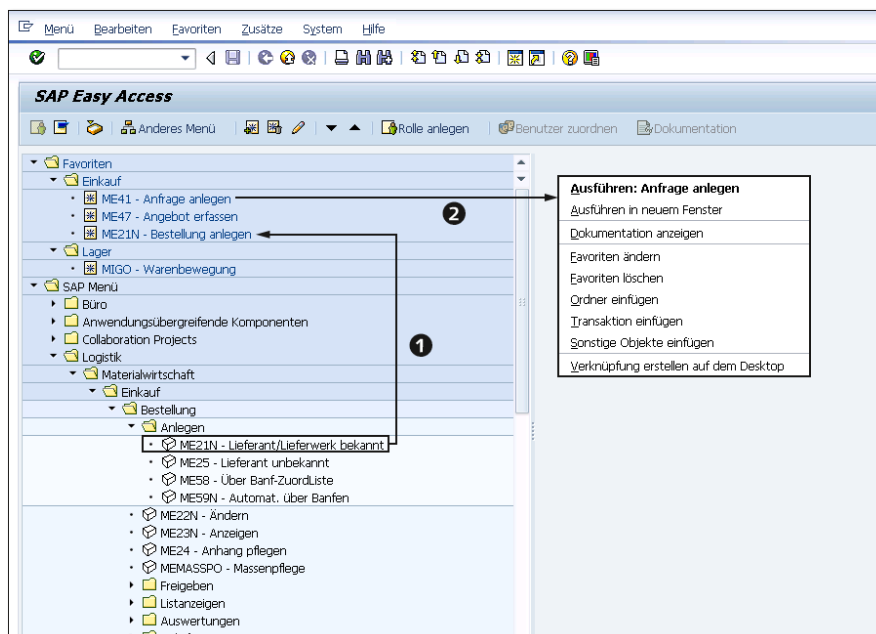 Menü Bearbeiten Favoriten Zusätze System Hilfe
SAP Easy Access
Anderes Menü Rolle anlegen Benutzer zuordnen Dokumentation
Favoriten
Einkauf
ME41 - Anfrage anlegen
ME47 - Angebot erfassen
ME21N - Bestellung anlegen
Lager
MIGO - Warenbewegung
SAP Menü
Büro
Anwendungsübergreifende Komponenten
Collaboration Projects
Logistik
Materialwirtschaft
Einkauf
Bestellung
Anlegen
ME21N - Lieferant/Lieferwerk bekannt
ME25 - Lieferant unbekannt
ME58 - Über Banf-ZuordListe
ME59N - Automat. über Banfen
ME22N - Ändern
ME23N - Anzeigen
ME24 - Anhang pflegen
MEMASSPO - Massenpflege
Freigeben
Listanzeigen
Auswertungen
1
2
Ausführen: Anfrage anlegen
Ausführen in neuem Fenster
Dokumentation anzeigen
Favoriten ändern
Favoriten löschen
Ordner einfügen
Transaktion einfügen
Sonstige Objekte einfügen
Verknüpfung erstellen auf dem Desktop